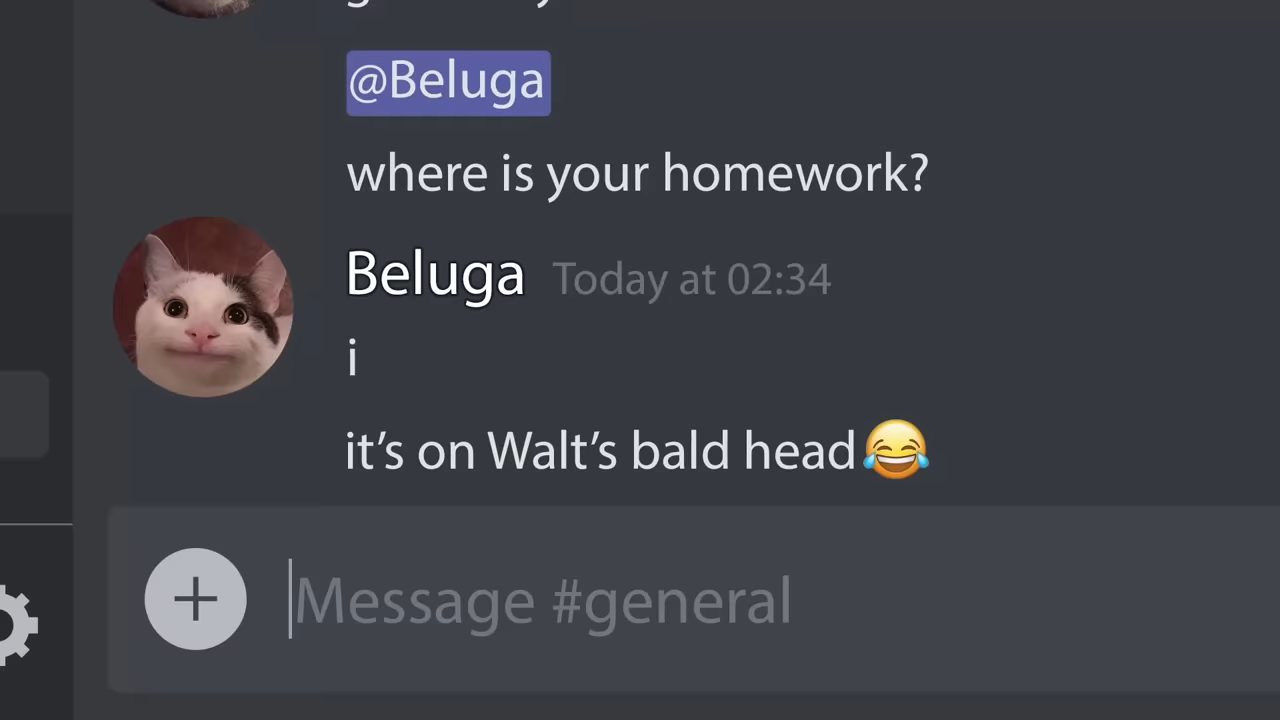 @Beluga
where is your homework?
Beluga Today at 02:34
i
it’s on Walt’s bald head😂
Message #general